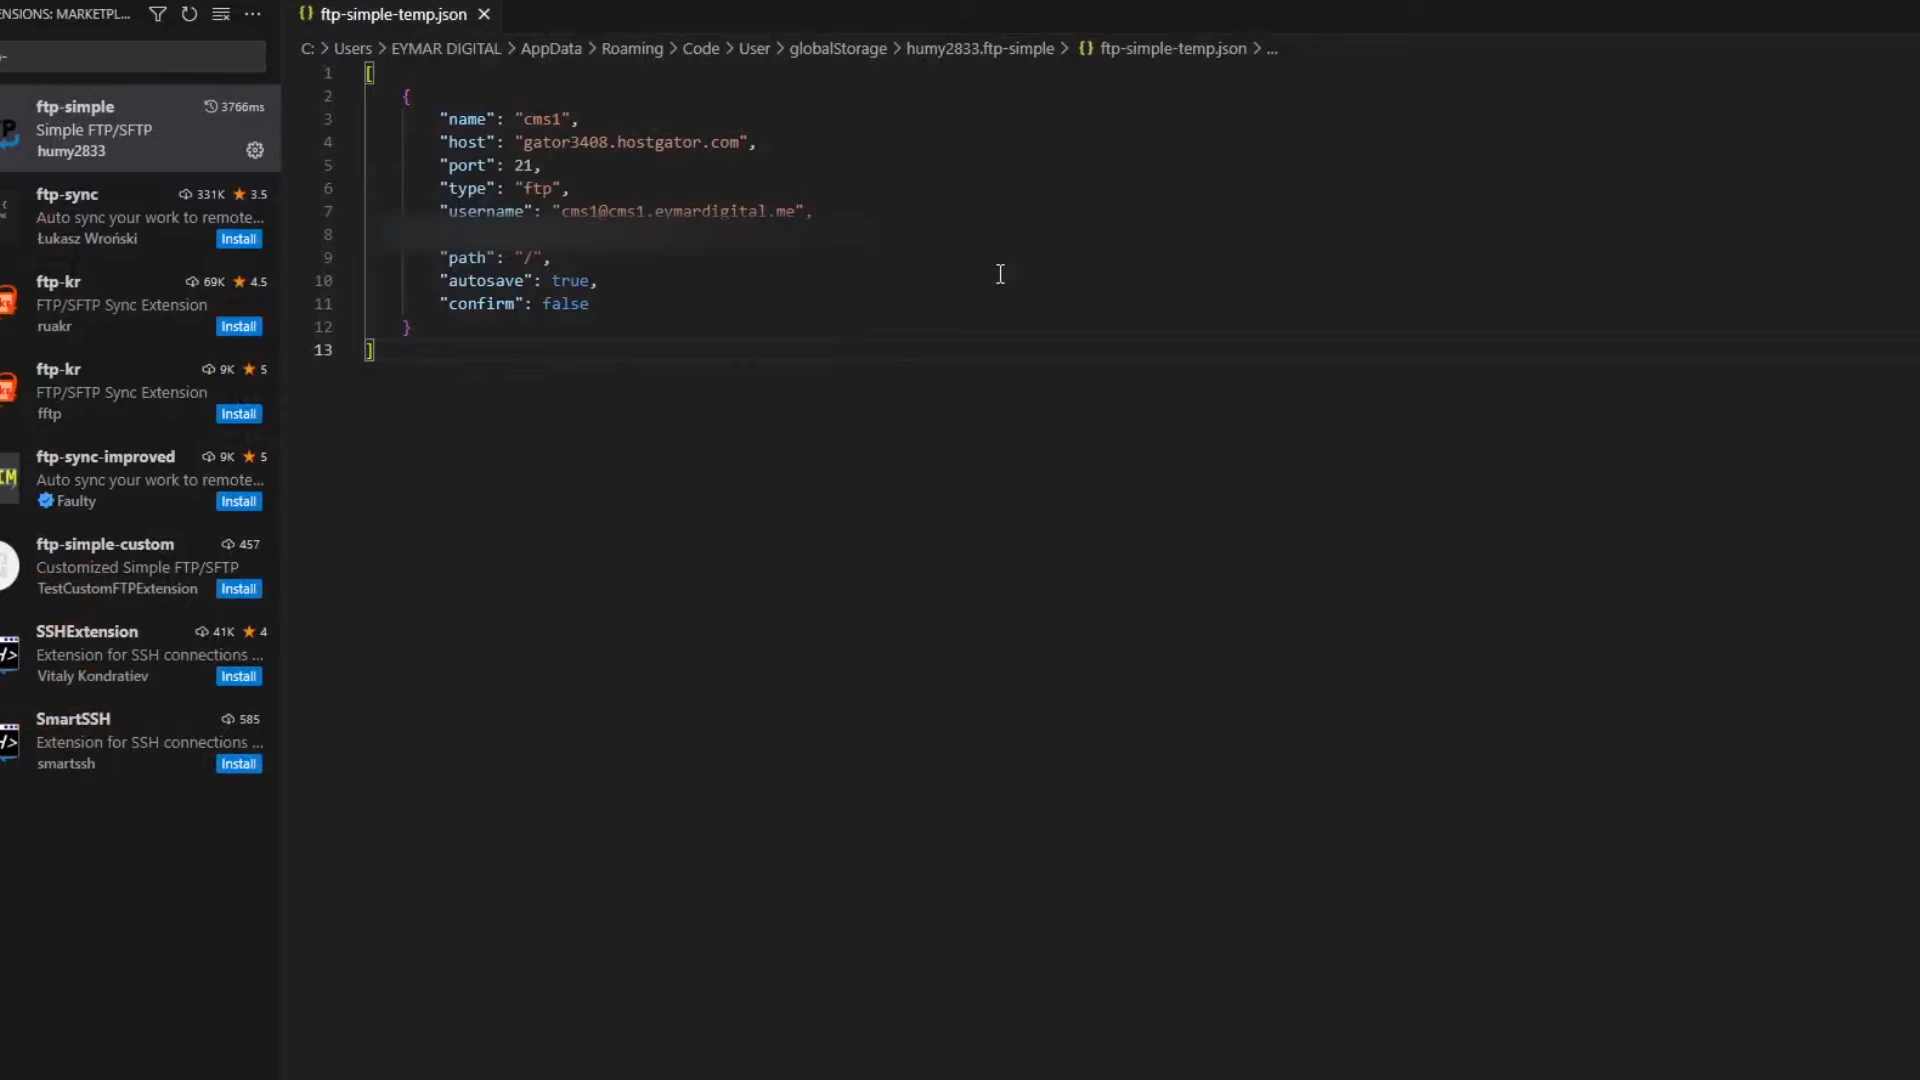 ENSIONS: MARKETPL...
ftp-simple-temp.json
C: > Users > EYMAR DIGITAL > AppData > Roaming > Code > User > globalStorage > humy2833.ftp-simple > {} ftp-simple-temp.json > ...
-
ftp-simple 3766ms
Simple FTP/SFTP
humy2833
ftp-sync 331K 3.5
Auto sync your work to remote...
Łukasz Wroński Install
ftp-kr 69K 4.5
FTP/SFTP Sync Extension
ruakr Install
ftp-kr 9K 5
FTP/SFTP Sync Extension
fftp Install
ftp-sync-improved 9K 5
Auto sync your work to remote...
Faulty Install
ftp-simple-custom 457
Customized Simple FTP/SFTP
TestCustomFTPExtension Install
SSHExtension 41K 4
Extension for SSH connections ...
Vitaly Kondratiev Install
SmartSSH 585
Extension for SSH connections ...
smartssh Install
1 [
2 {
3 "name": "cms1",
4 "host": "gator3408.hostgator.com",
5 "port": 21,
6 "type": "ftp",
7 "username": "cms1@cms1.eymardigital.me",
8
9 "path": "/",
10 "autosave": true,
11 "confirm": false
12 }
13 ]